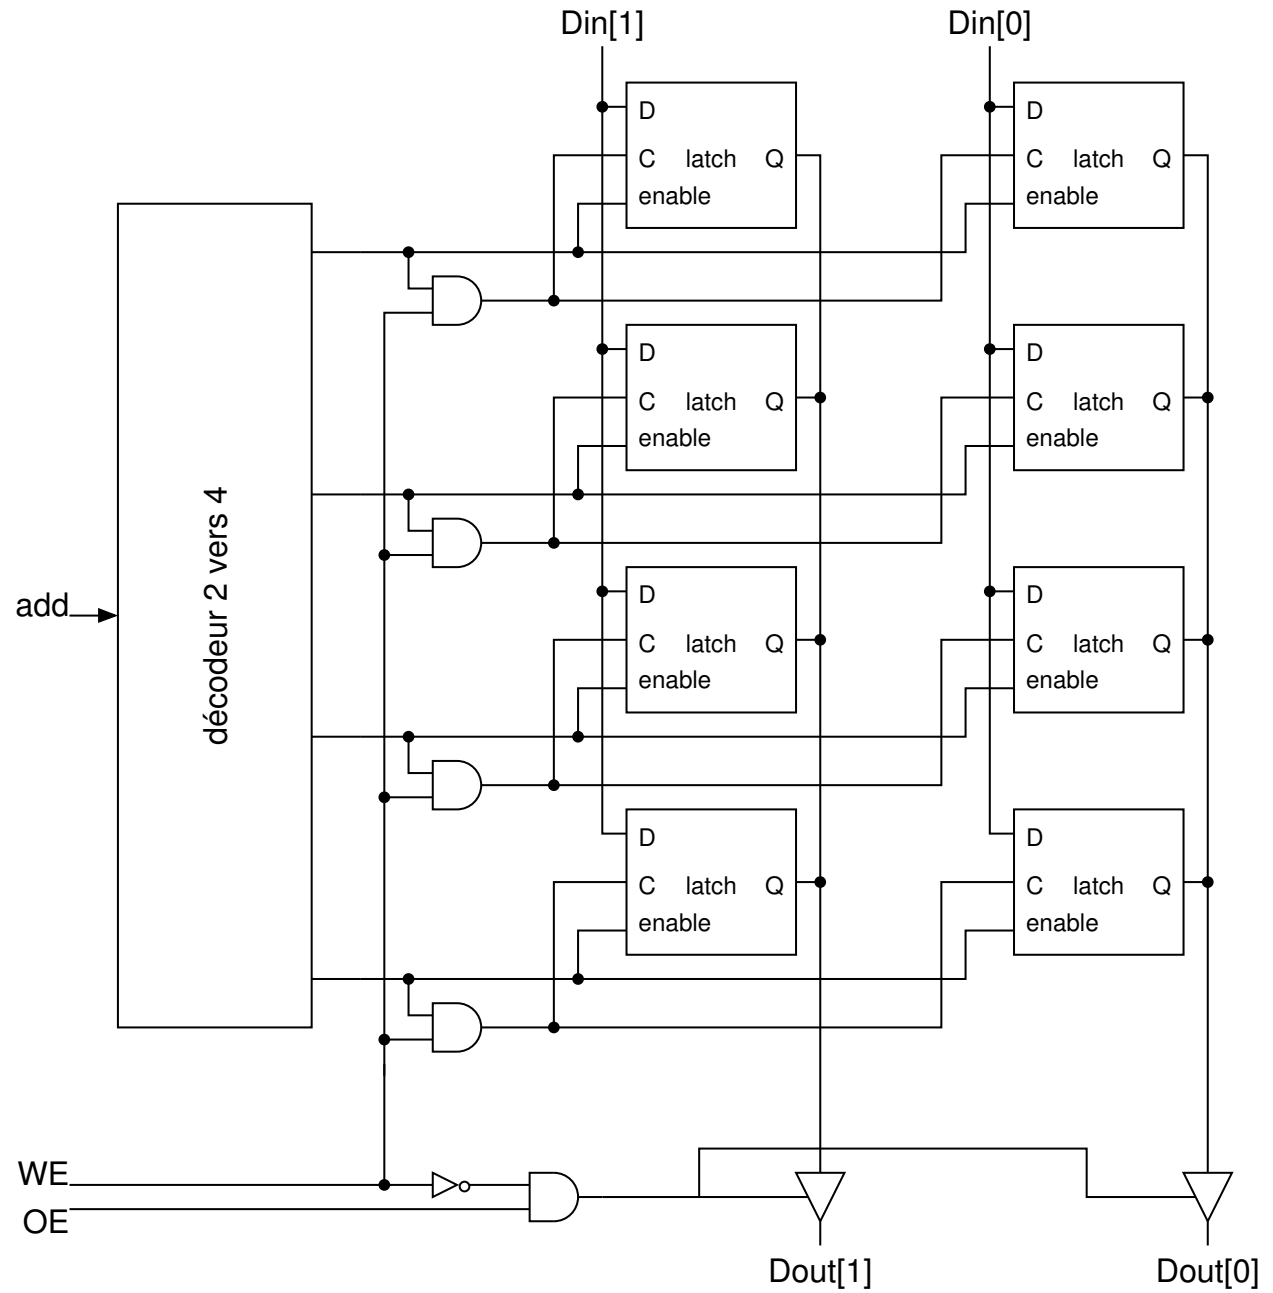 Din[1]
Din[0]
D
C latch Q
enable
D
C latch Q
enable
D
C latch Q
enable
D
C latch Q
enable
décodeur 2 vers 4
add
D
C latch Q
enable
D
C latch Q
enable
D
C latch Q
enable
D
C latch Q
enable
WE
OE
Dout[1]
Dout[0]